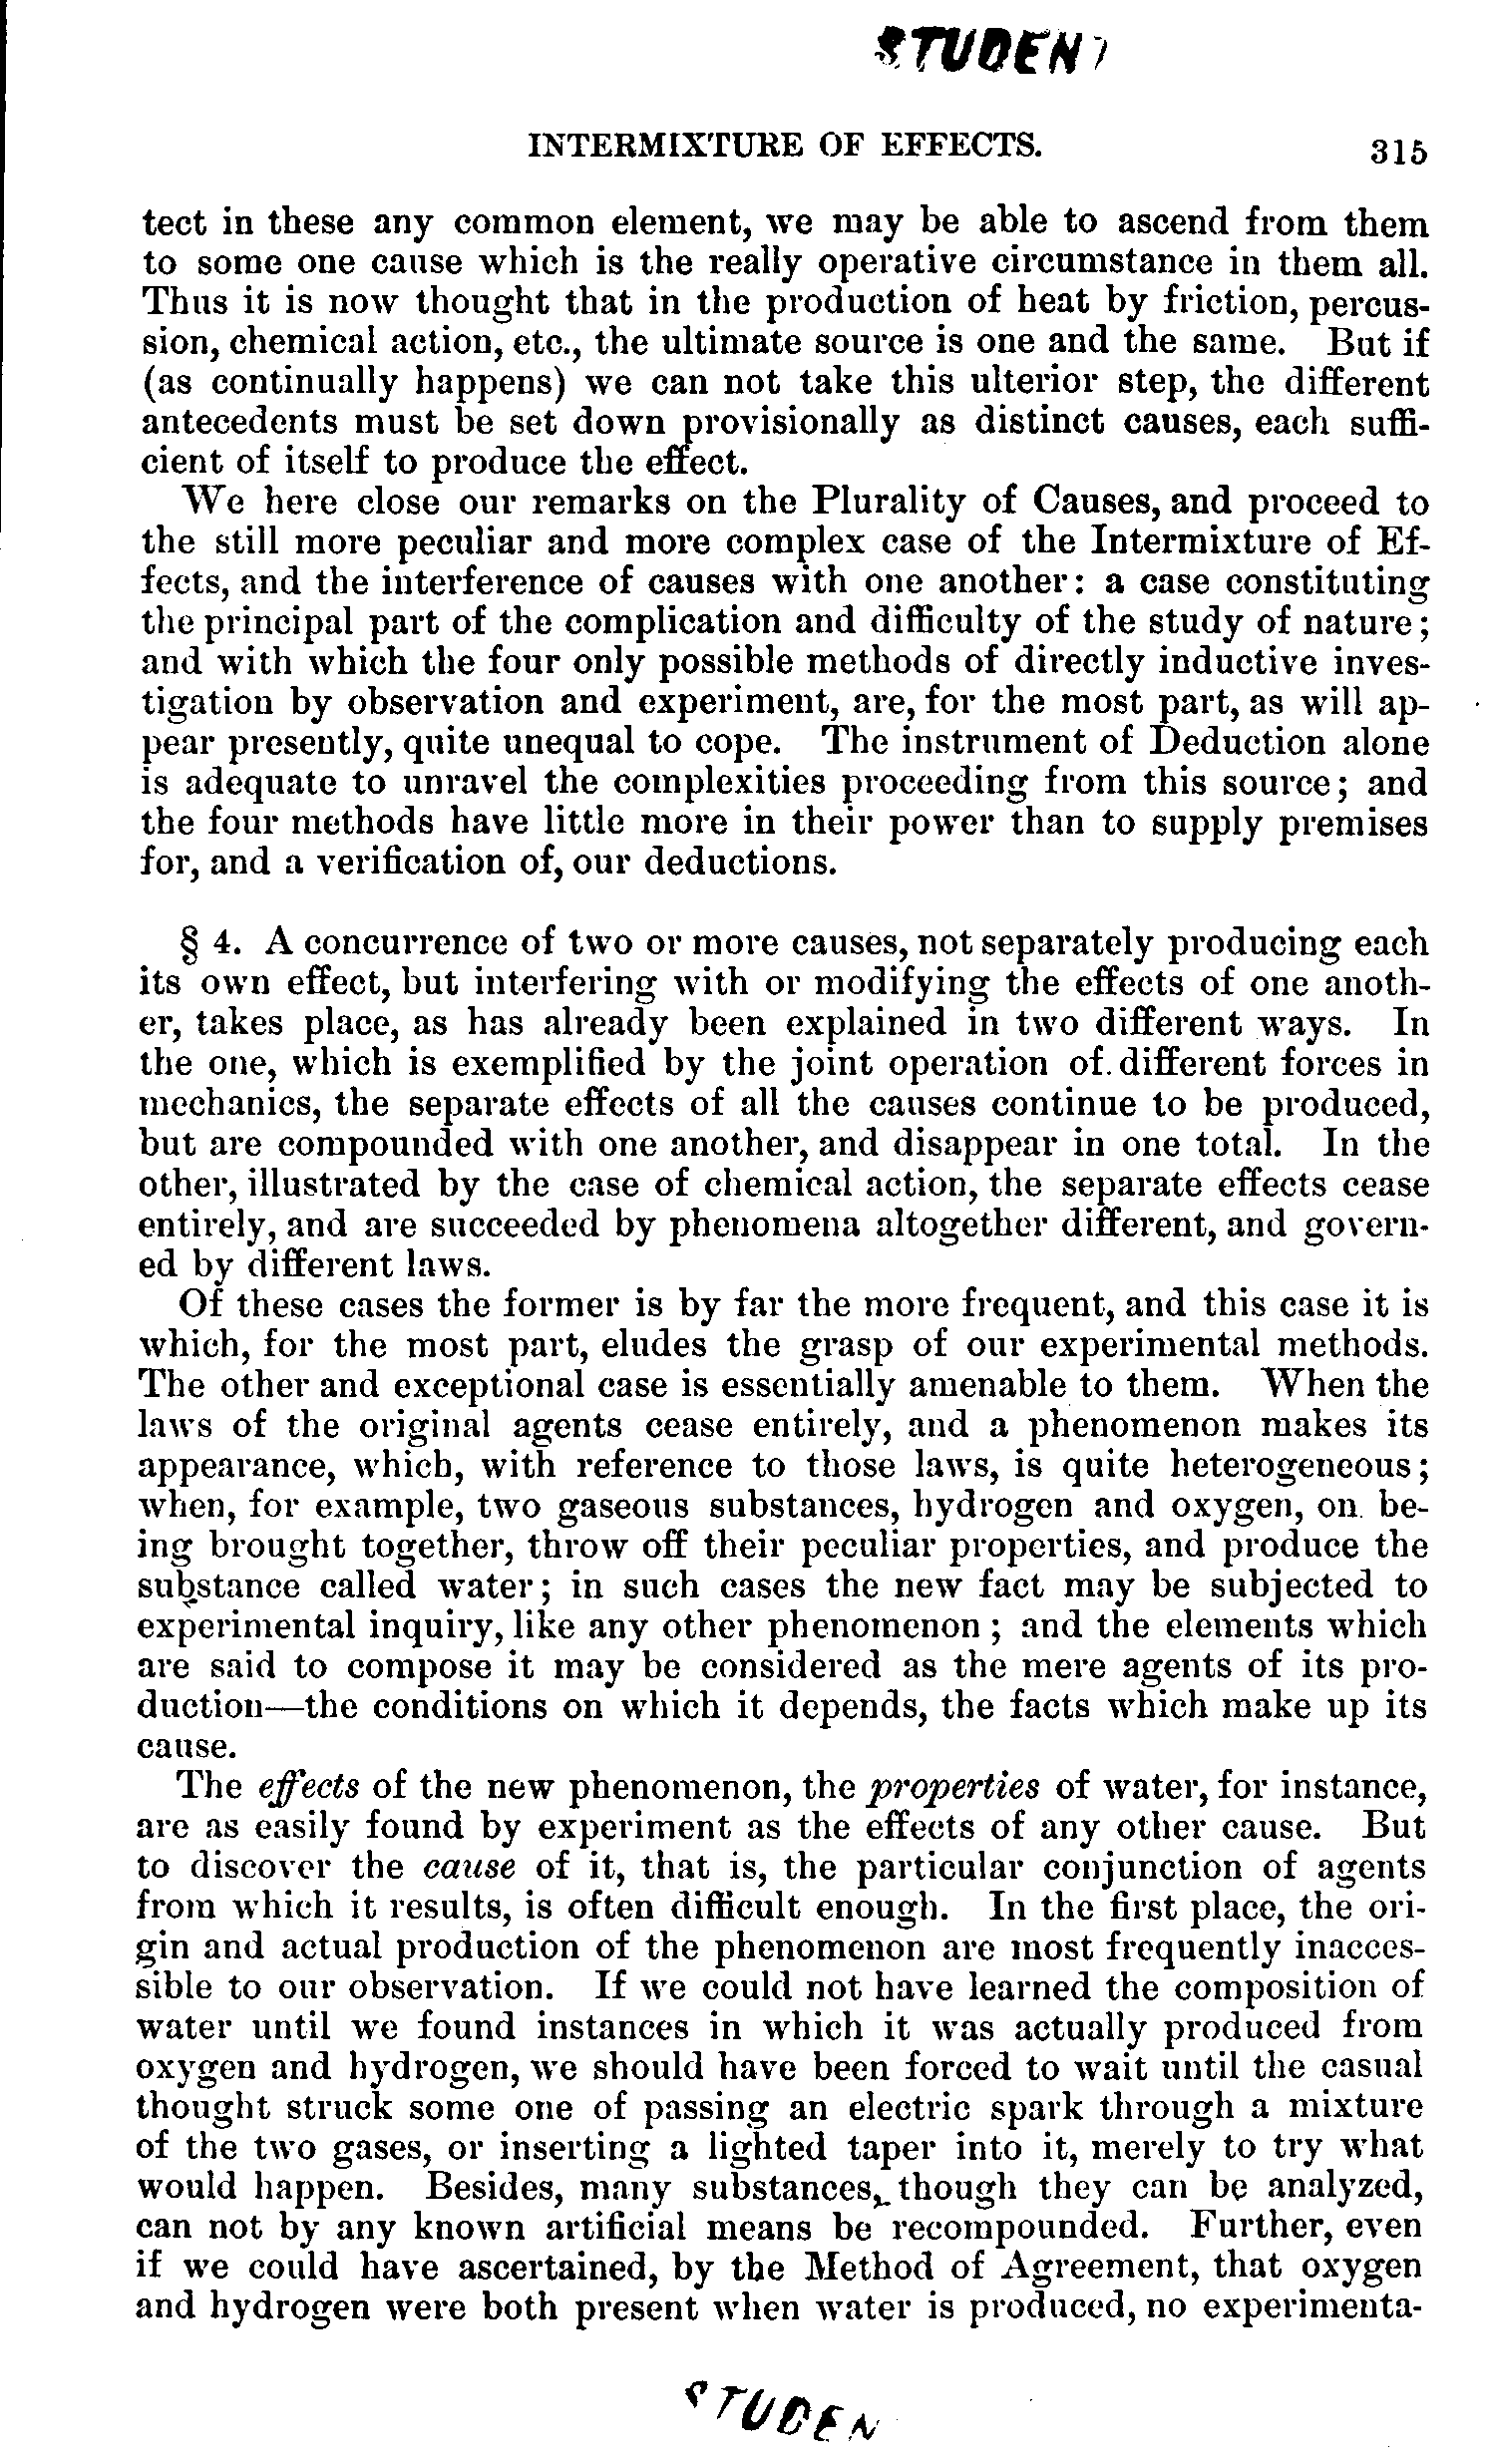 STUDENT
INTERMIXTURE OF EFFECTS. 315
tect in these any common element, we may be able to ascend from them
to some one cause which is the really operative circumstance in them all.
Thus it is now thought that in the production of heat by friction, percus-
sion, chemical action, etc., the ultimate source is one and the same. But if
(as continually happens) we can not take this ulterior step, the different
antecedents must be set down provisionally as distinct causes, each suffi-
cient of itself to produce the effect.
We here close our remarks on the Plurality of Causes, and proceed to
the still more peculiar and more complex case of the Intermixture of Ef-
fects, and the interference of causes with one another: a case constituting
the principal part of the complication and difficulty of the study of nature;
and with which the four only possible methods of directly inductive inves-
tigation by observation and experiment, are, for the most part, as will ap-
pear presently, quite unequal to cope. The instrument of Deduction alone
is adequate to unravel the complexities proceeding from this source; and
the four methods have little more in their power than to supply premises
for, and a verification of, our deductions.
§ 4. A concurrence of two or more causes, not separately producing each
its own effect, but interfering with or modifying the effects of one anoth-
er, takes place, as has already been explained in two different ways. In
the one, which is exemplified by the joint operation of different forces in
mechanics, the separate effects of all the causes continue to be produced,
but are compounded with one another, and disappear in one total. In the
other, illustrated by the case of chemical action, the separate effects cease
entirely, and are succeeded by phenomena altogether different, and govern-
ed by different laws.
Of these cases the former is by far the more frequent, and this case it is
which, for the most part, eludes the grasp of our experimental methods.
The other and exceptional case is essentially amenable to them. When the
laws of the original agents cease entirely, and a phenomenon makes its
appearance, which, with reference to those laws, is quite heterogeneous;
when, for example, two gaseous substances, hydrogen and oxygen, on be-
ing brought together, throw off their peculiar properties, and produce the
substance called water; in such cases the new fact may be subjected to
experimental inquiry, like any other phenomenon; and the elements which
are said to compose it may be considered as the mere agents of its pro-
duction—the conditions on which it depends, the facts which make up its
cause.
The effects of the new phenomenon, the properties of water, for instance,
are as easily found by experiment as the effects of any other cause. But
to discover the cause of it, that is, the particular conjunction of agents
from which it results, is often difficult enough. In the first place, the ori-
gin and actual production of the phenomenon are most frequently inacces-
sible to our observation. If we could not have learned the composition of
water until we found instances in which it was actually produced from
oxygen and hydrogen, we should have been forced to wait until the casual
thought struck some one of passing an electric spark through a mixture
of the two gases, or inserting a lighted taper into it, merely to try what
would happen. Besides, many substances, though they can be analyzed,
can not by any known artificial means be recompounded. Further, even
if we could have ascertained, by the Method of Agreement, that oxygen
and hydrogen were both present when water is produced, no experimenta-
STUDEN